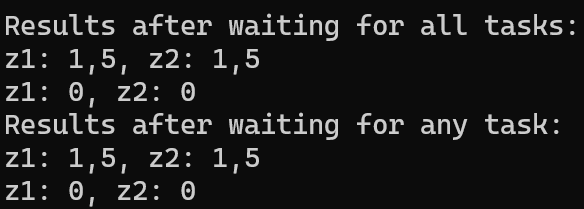 Results after waiting for all tasks:
z1: 1,5, z2: 1,5
z1: 0, z2: 0
Results after waiting for any task:
z1: 1,5, z2: 1,5
z1: 0, z2: 0